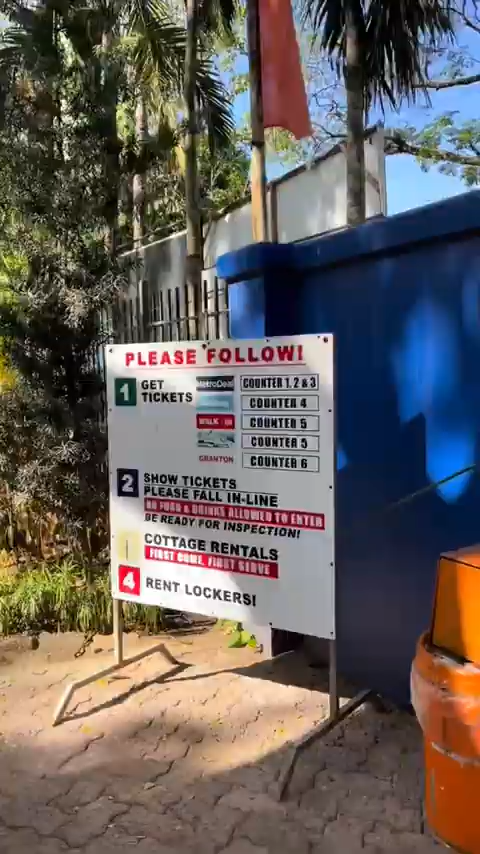 PLEASE FOLLOW!
1 GET TICKETS
MetroDeal COUNTER 1, 2 & 3
COUNTER 4
WALK-IN COUNTER 5
COUNTER 5
GRANTON COUNTER 6
2 SHOW TICKETS
PLEASE FALL IN-LINE
NO FOOD & DRINKS ALLOWED TO ENTER
BE READY FOR INSPECTION!
COTTAGE RENTALS
FIRST COME, FIRST SERVE
4 RENT LOCKERS!